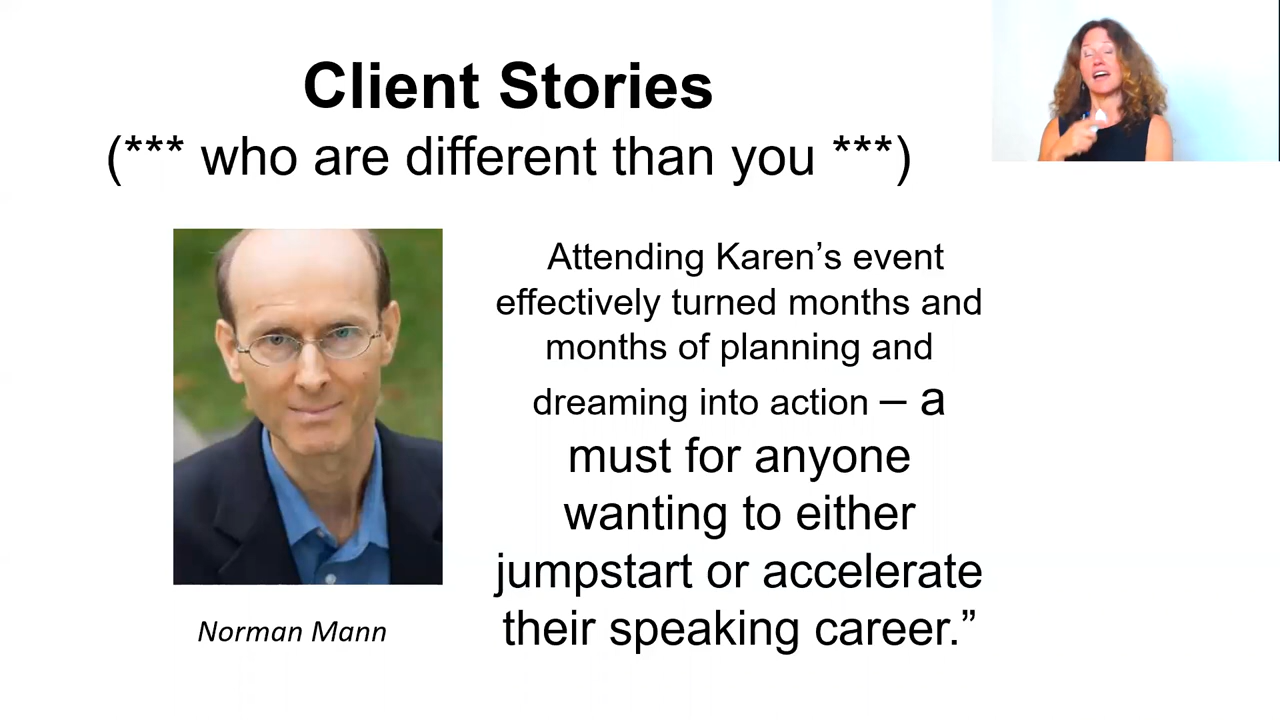 Client Stories
(*** who are different than you ***)
Attending Karen’s event
effectively turned months and
months of planning and
dreaming into action – a
must for anyone
wanting to either
jumpstart or accelerate
their speaking career.”
Norman Mann